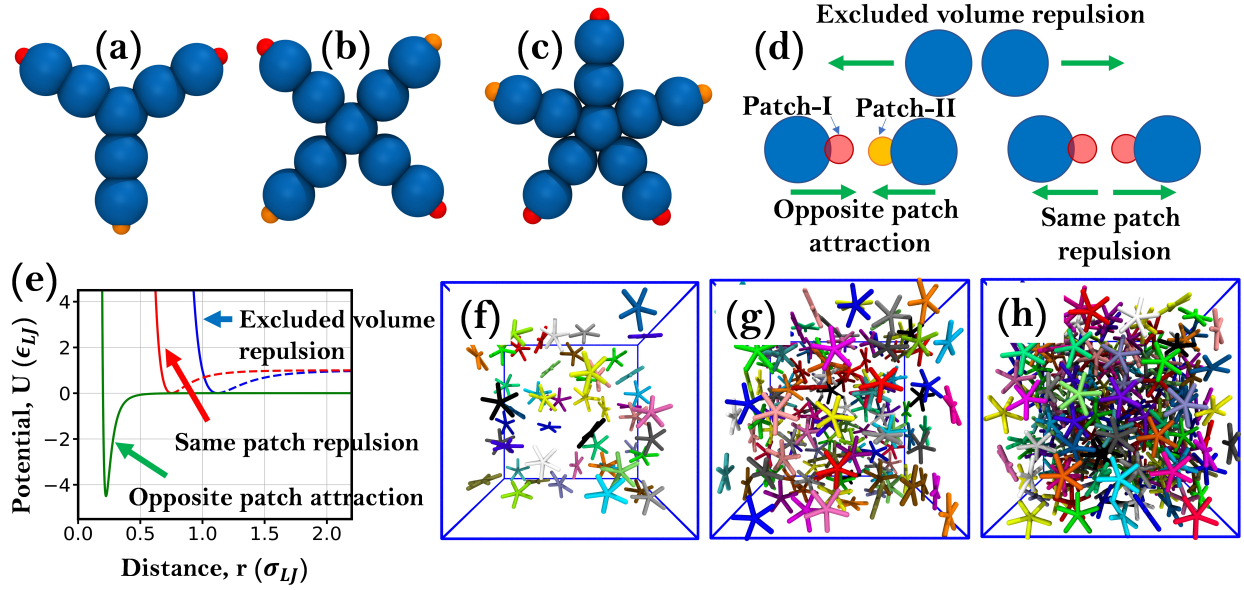 (a)
(b)
(c)
(d)
Excluded volume repulsion
Patch-I
Patch-II
Opposite patch
attraction
Same patch
repulsion
(e)
Potential, U (ϵLJ)
4
2
0
−2
−4
Excluded volume
repulsion
Same patch repulsion
Opposite patch attraction
0.0 0.5 1.0 1.5 2.0
Distance, r (σLJ)
(f)
(g)
(h)